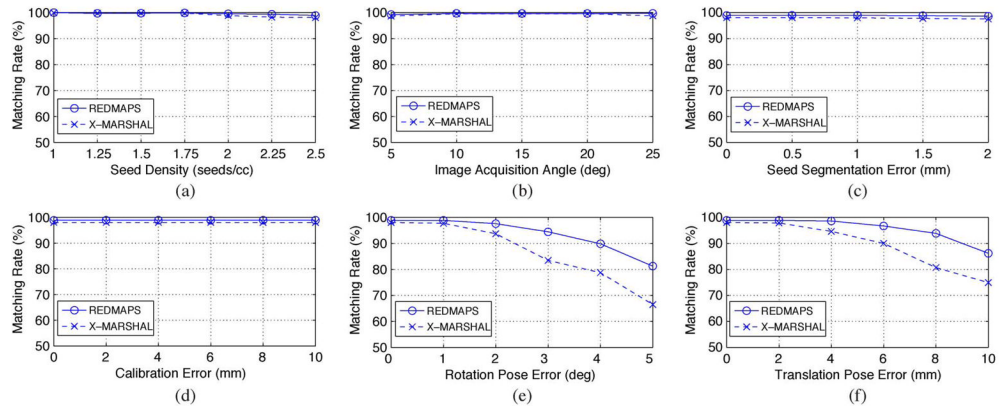 100
90
80
70
60
50
Matching Rate (%)
REDMAPS
X-MARSHAL
1 1.25 1.5 1.75 2 2.25 2.5
Seed Density (seeds/cc)
(a)
100
90
80
70
60
50
Matching Rate (%)
REDMAPS
X-MARSHAL
5 10 15 20 25
Image Acquisition Angle (deg)
(b)
100
90
80
70
60
50
Matching Rate (%)
REDMAPS
X-MARSHAL
0 0.5 1 1.5 2
Seed Segmentation Error (mm)
(c)
100
90
80
70
60
50
Matching Rate (%)
REDMAPS
X-MARSHAL
0 2 4 6 8 10
Calibration Error (mm)
(d)
100
90
80
70
60
50
Matching Rate (%)
REDMAPS
X-MARSHAL
0 1 2 3 4 5
Rotation Pose Error (deg)
(e)
100
90
80
70
60
50
Matching Rate (%)
REDMAPS
X-MARSHAL
0 2 4 6 8 10
Translation Pose Error (mm)
(f)